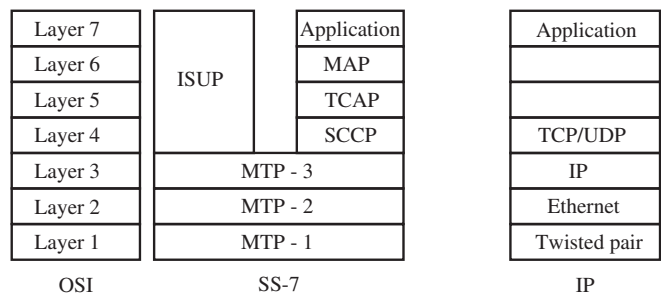 Layer 7
Layer 6
Layer 5
Layer 4
Layer 3
Layer 2
Layer 1
OSI
ISUP
Application
MAP
TCAP
SCCP
MTP - 3
MTP - 2
MTP - 1
SS-7
Application
TCP/UDP
IP
Ethernet
Twisted pair
IP